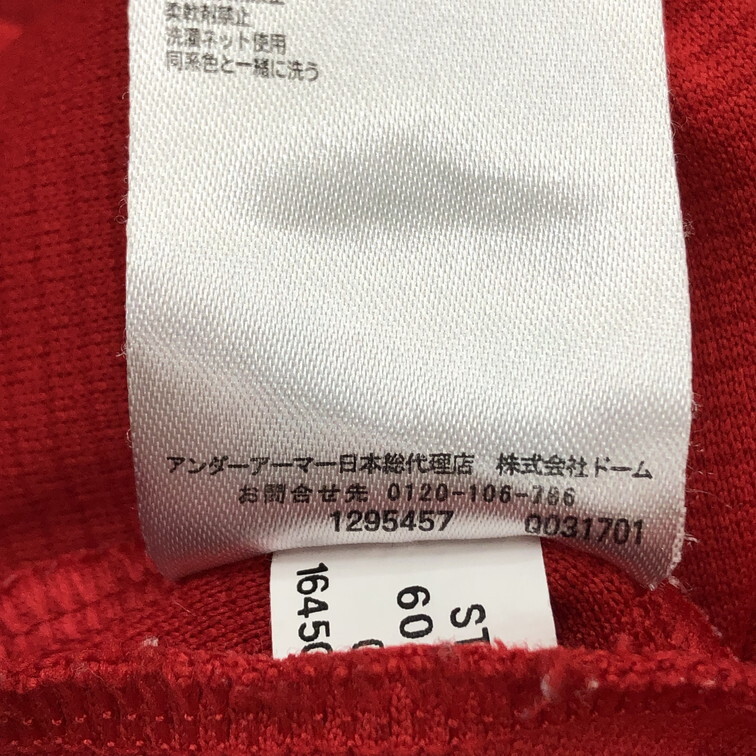 柔軟剤禁止
洗濯ネット使用
同系色と一緒に洗う
アンダーアーマー日本総代理店 株式会社ドーム
お問合せ先 0120-106-786
1295457 0031701
1645
60
ST